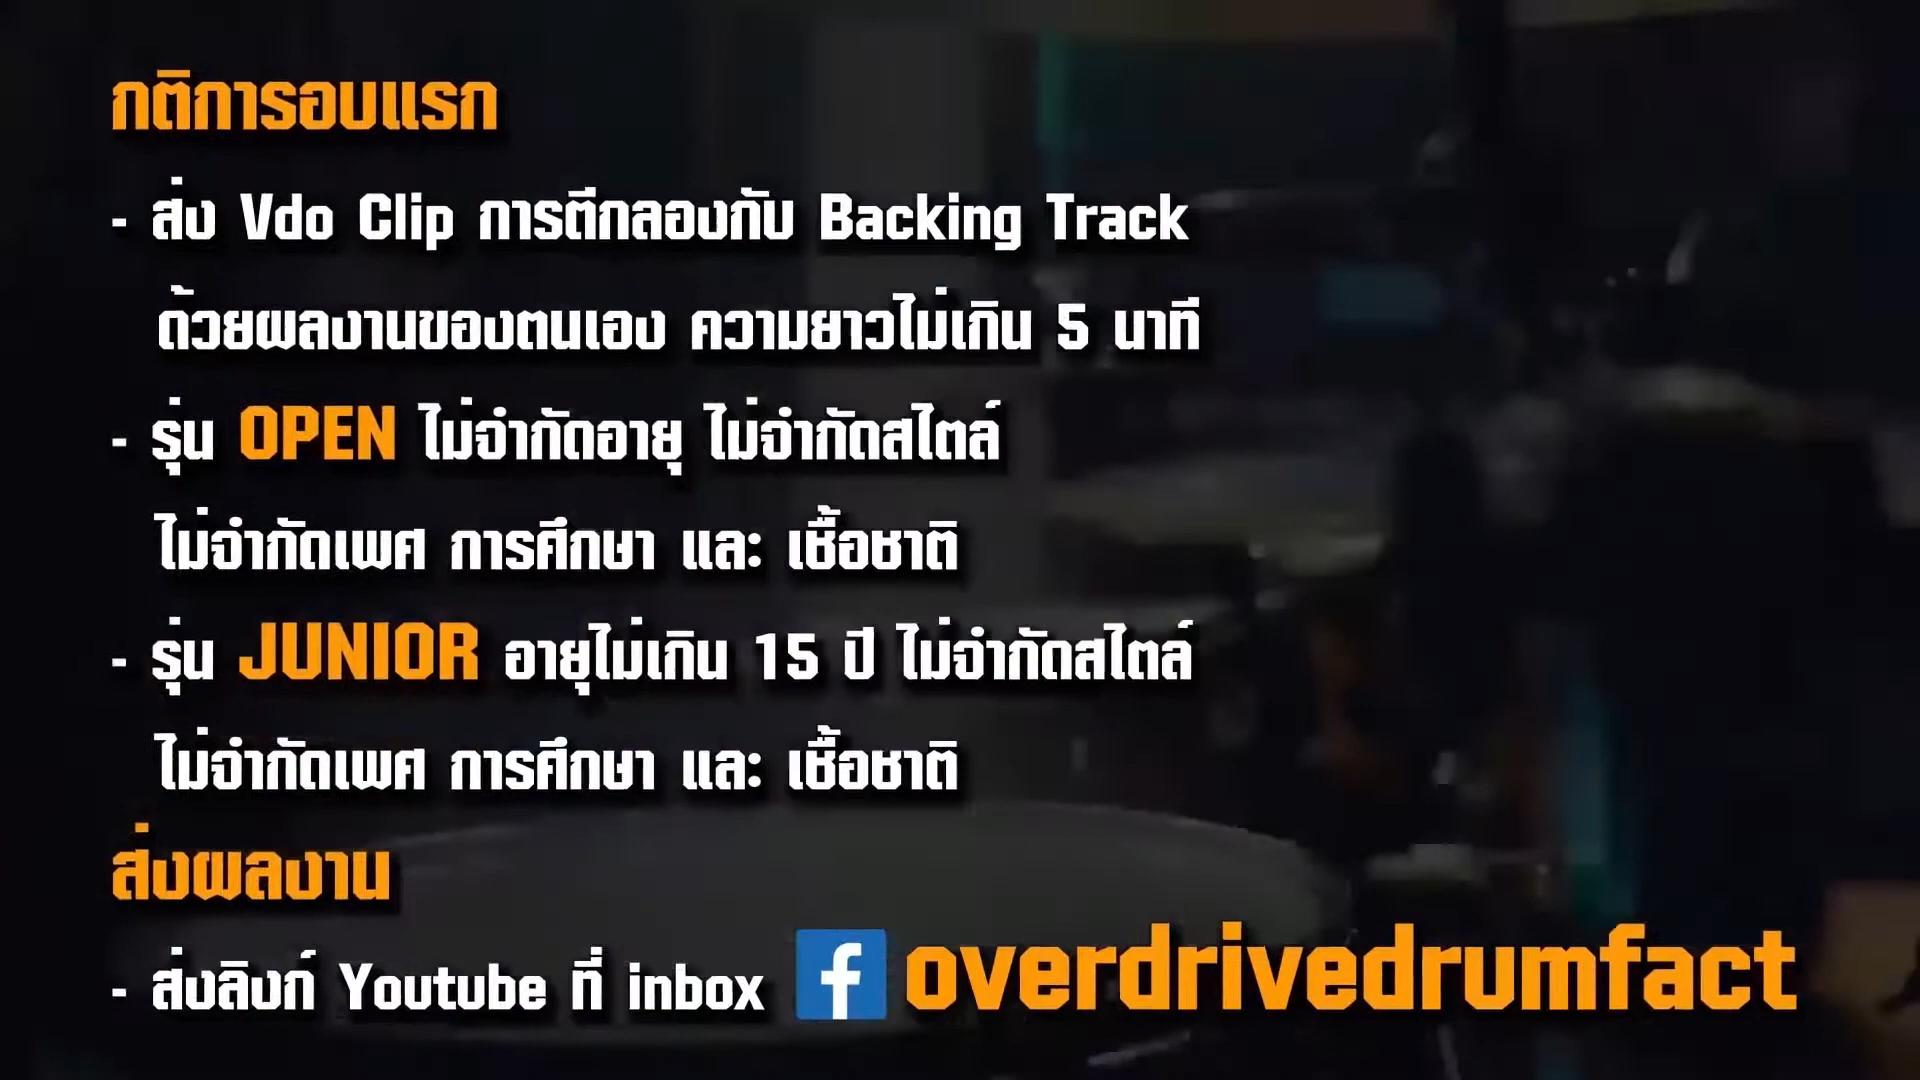 กติการอบแรก
- ส่ง Vdo Clip การตีกลองกับ Backing Track
ด้วยผลงานของตนเอง ความยาวไม่เกิน 5 นาที
- รุ่น OPEN ไม่จำกัดอายุ ไม่จำกัดสไตล์
ไม่จำกัดเพศ การศึกษา และ เชื้อชาติ
- รุ่น JUNIOR อายุไม่เกิน 15 ปี ไม่จำกัดสไตล์
ไม่จำกัดเพศ การศึกษา และ เชื้อชาติ
ส่งผลงาน
- ส่งลิงก์ Youtube ที่ inbox f overdrivedrumfact